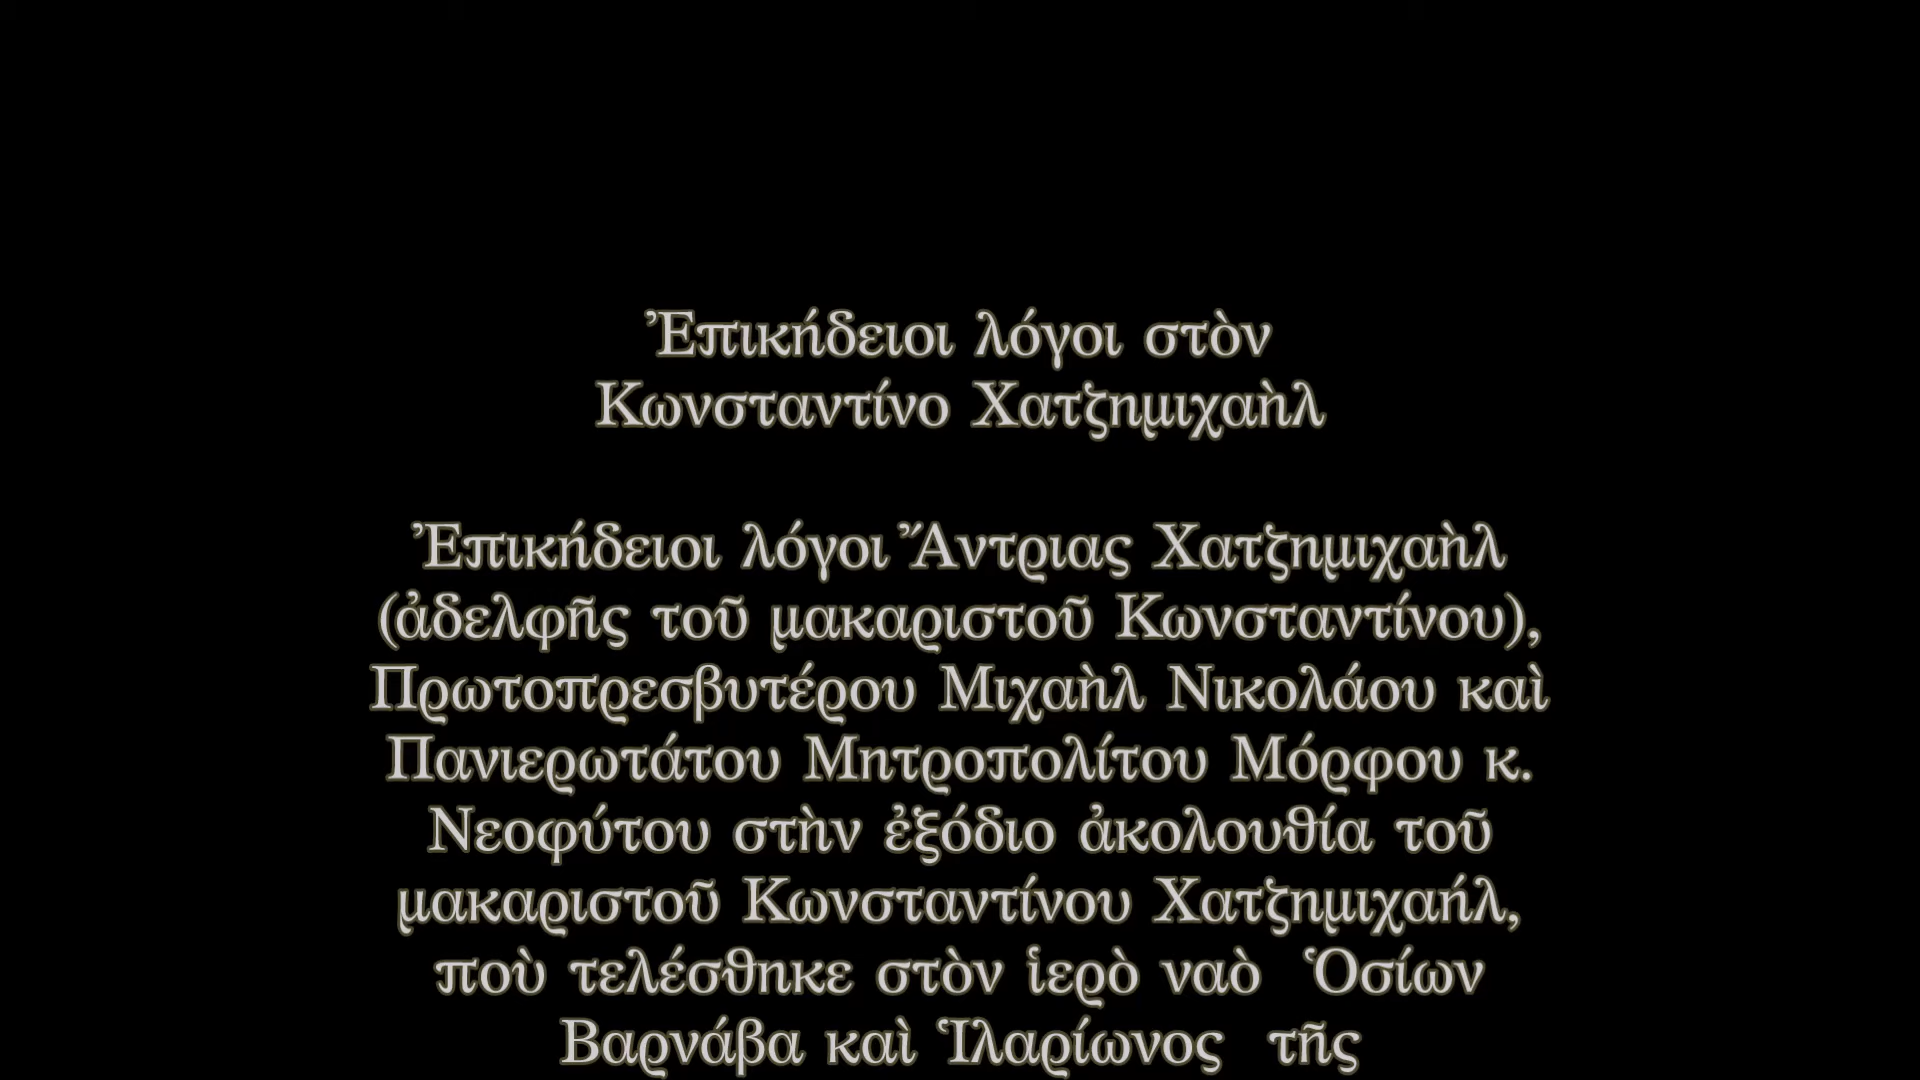 Ἐπικήδειοι λόγοι στὸν
Κωνσταντίνο Χατζημιχαὴλ
Ἐπικήδειοι λόγοι Ἄντριας Χατζημιχαὴλ
(ἀδελφῆς τοῦ μακαριστοῦ Κωνσταντίνου),
Πρωτοπρεσβυτέρου Μιχαὴλ Νικολάου καὶ
Πανιερωτάτου Μητροπολίτου Μόρφου κ.
Νεοφύτου στὴν ἐξόδιο ἀκολουθία τοῦ
μακαριστοῦ Κωνσταντίνου Χατζημιχαήλ,
ποὺ τελέσθηκε στὸν ἱερὸ ναὸ Ὁσίων
Βαρνάβα καὶ Ἱλαρίωνος τῆς